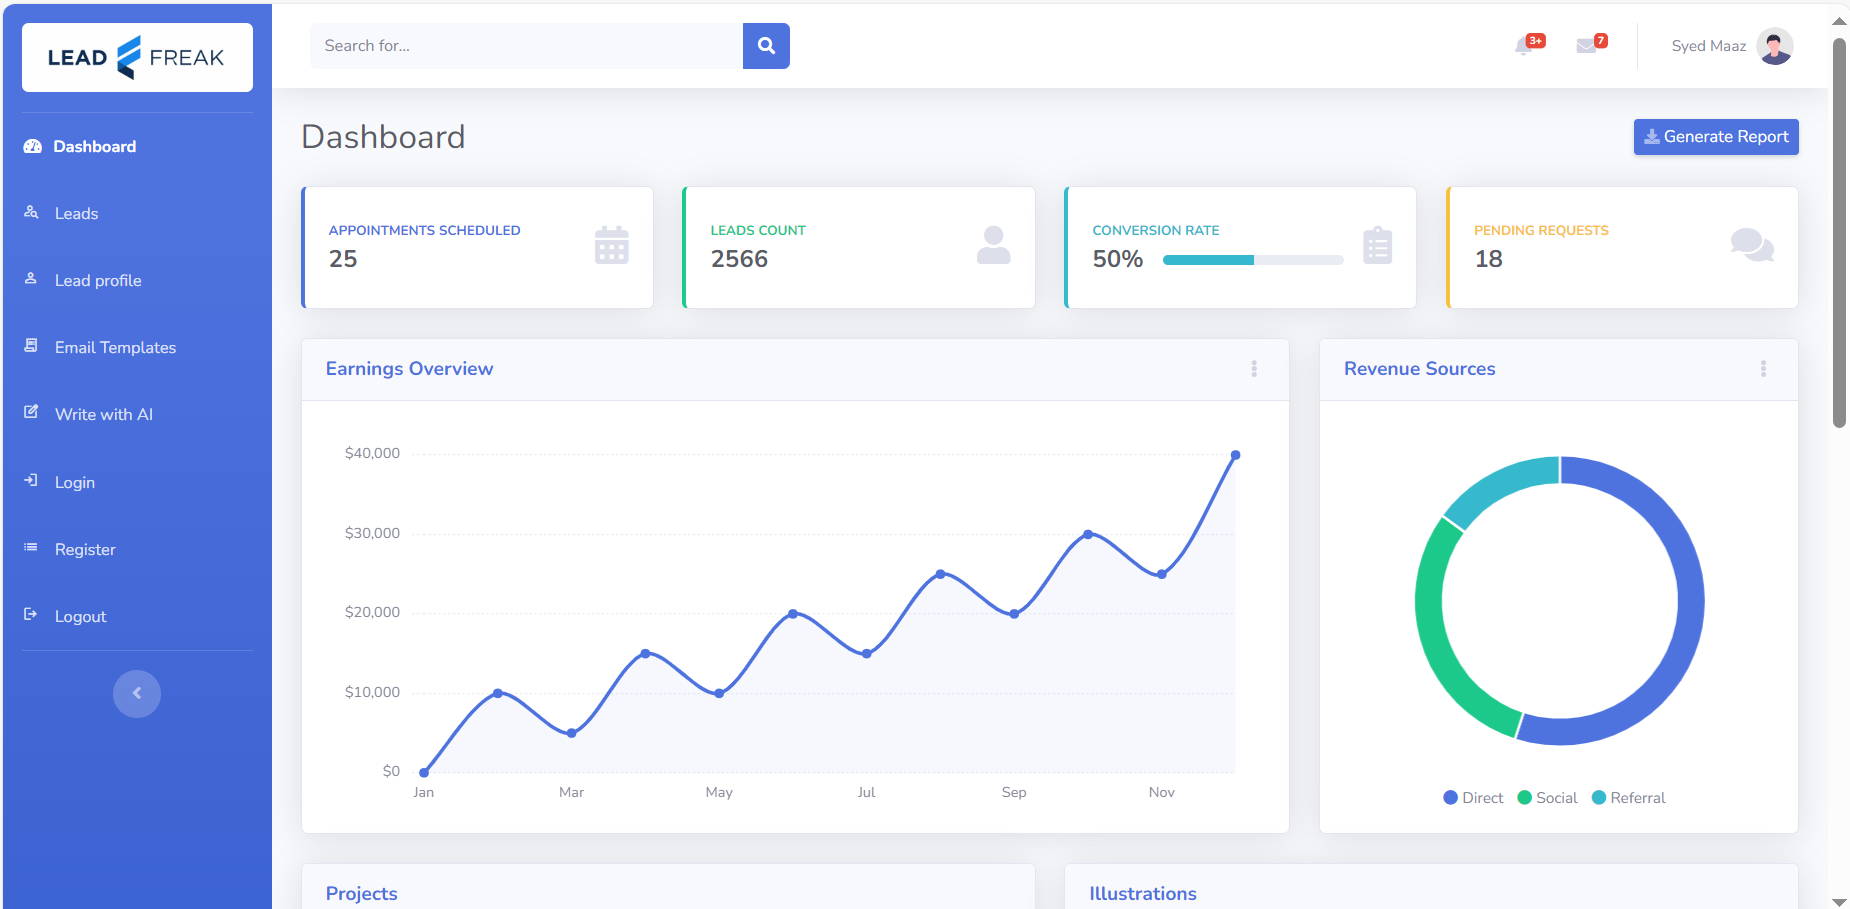 LEAD FREAK
Search for...
3+
7
Syed Maaz
Dashboard
Leads
Lead profile
Email Templates
Write with AI
Login
Register
Logout
Dashboard
Generate Report
APPOINTMENTS SCHEDULED
25
LEADS COUNT
2566
CONVERSION RATE
50%
PENDING REQUESTS
18
Earnings Overview
$40,000
$30,000
$20,000
$10,000
$0
Jan Mar May Jul Sep Nov
Revenue Sources
Direct Social Referral
Projects
Illustrations